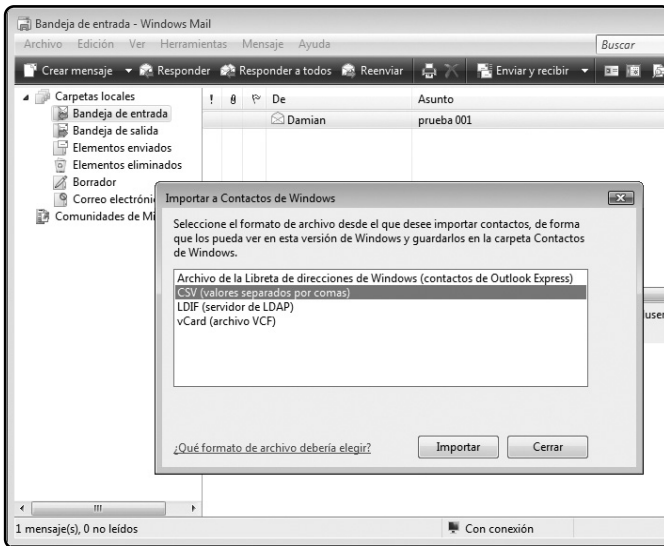 Bandeja de entrada - Windows Mail
Archivo Edición Ver Herramientas Mensaje Ayuda
Buscar
Crear mensaje Responder Responder a todos Reenviar Enviar y recibir
Carpetas locales
! De Asunto
Bandeja de entrada
Damian prueba 001
Bandeja de salida
Elementos enviados
Elementos eliminados
Borrador
Correo electróni
Comunidades de Mi
Importar a Contactos de Windows
Seleccione el formato de archivo desde el que desee importar contactos, de forma
que los pueda ver en esta versión de Windows y guardarlos en la carpeta Contactos
de Windows.
Archivo de la Libreta de direcciones de Windows (contactos de Outlook Express)
CSV (valores separados por comas)
LDIF (servidor de LDAP)
vCard (archivo VCF)
user
¿Qué formato de archivo debería elegir?
Importar Cerrar
1 mensaje(s), 0 no leídos
Con conexión